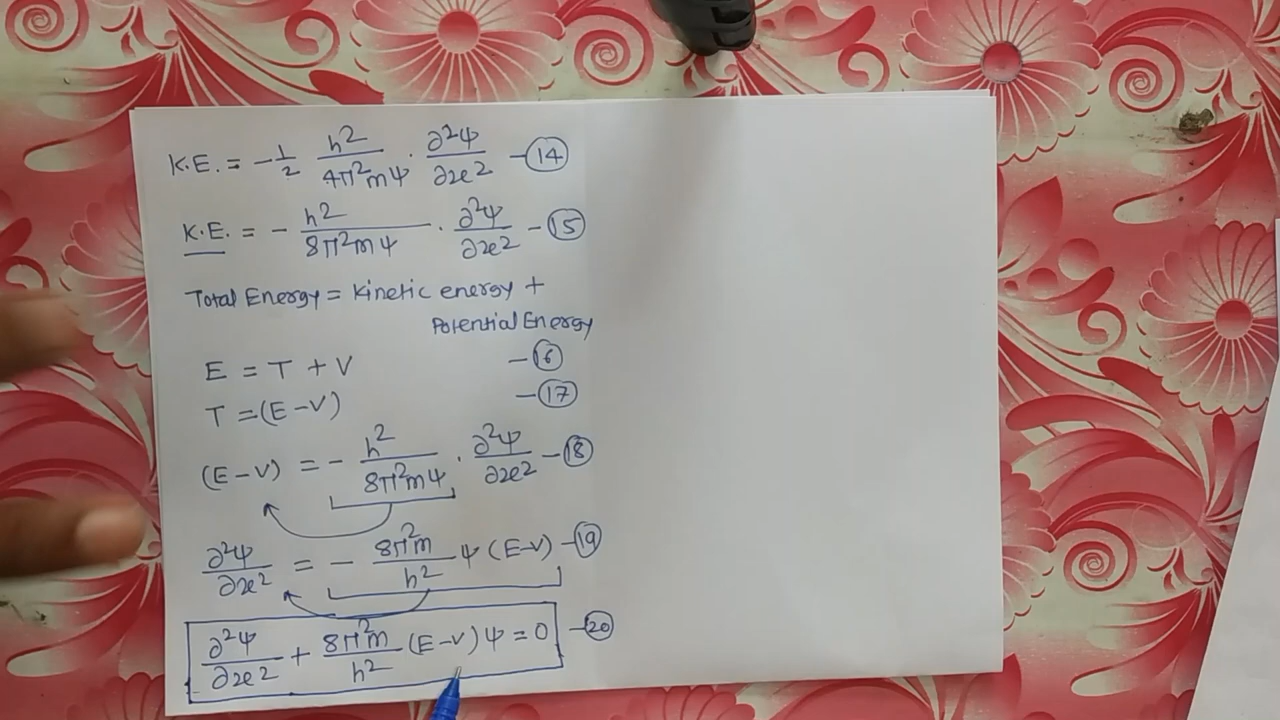 K.E. = -1/2 h²/4π²mψ · ∂²ψ/∂x² -(14)
K.E. = - h²/8π²mψ · ∂²ψ/∂x² -(15)
Total Energy = Kinetic energy +
Potential Energy
E = T + V -(16)
T = (E-V) -(17)
(E-V) = - h²/8π²mψ · ∂²ψ/∂x² -(18)
∂²ψ/∂x² = - 8π²m/h² ψ (E-V) -(19)
∂²ψ/∂x² + 8π²m/h² (E-V) ψ = 0 -(20)